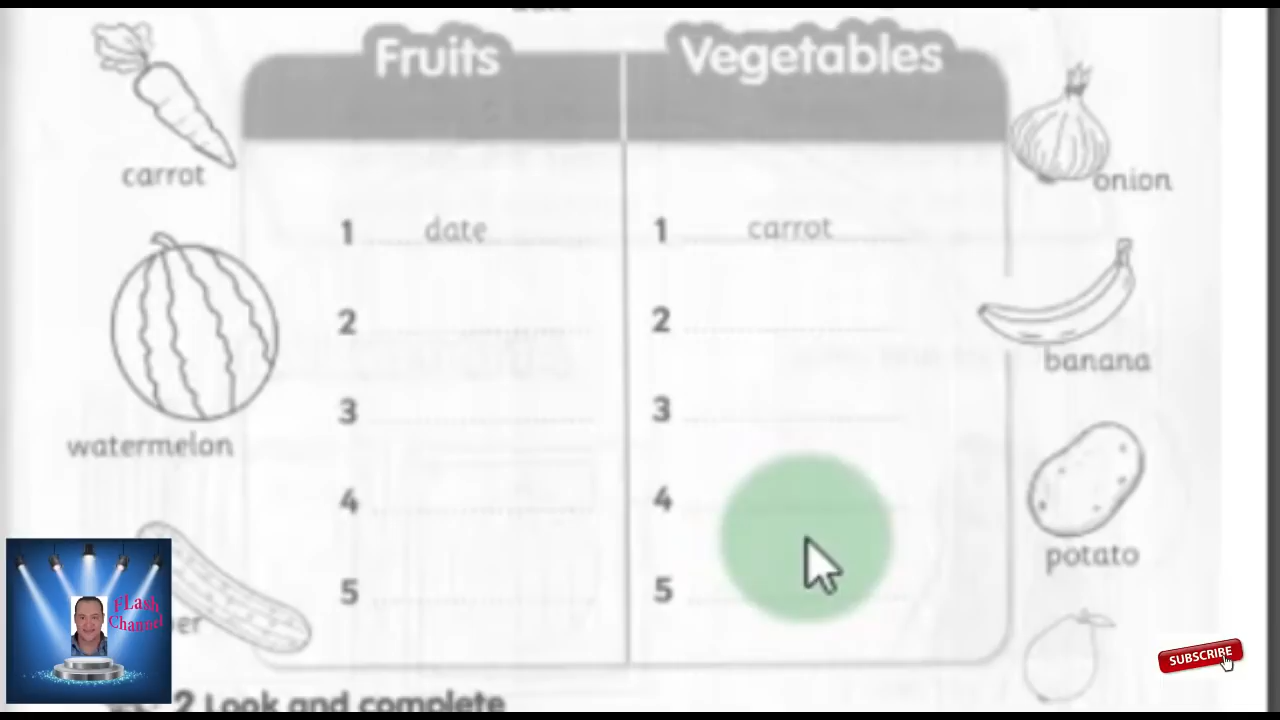 Fruits
Vegetables
carrot
onion
1 date
1 carrot
2
2
banana
3
3
watermelon
4
4
potato
5
5
FLash
Channel
SUBSCRIBE
2 Look and complete